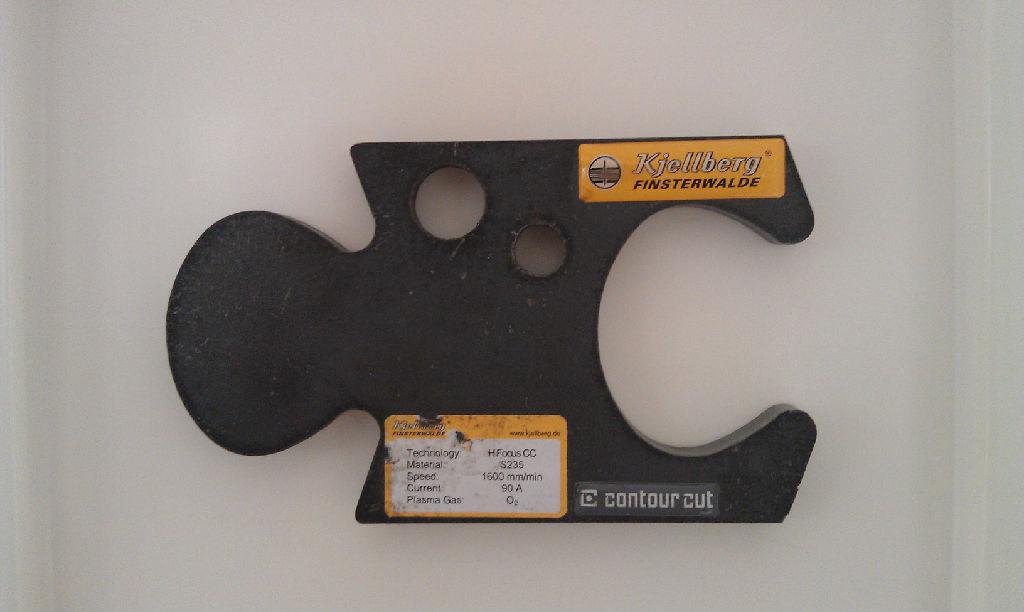 Kjellberg®
FINSTERWALDE
Kjellberg
FINSTERWALDE
www.kjellberg.de
Technology: HiFocus CC
Material: S235
Speed: 1600 mm/min
Current: 90 A
Plasma Gas: O₂
contour cut